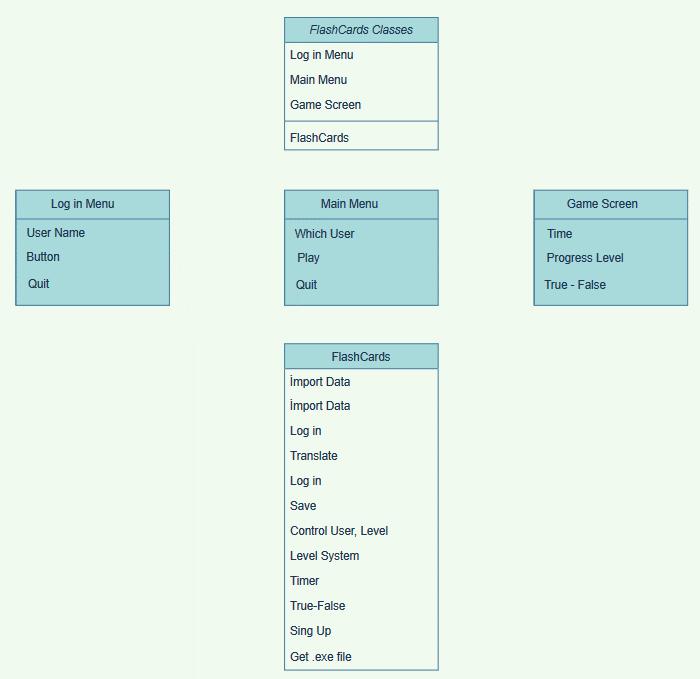 FlashCards Classes
Log in Menu
Main Menu
Game Screen
FlashCards
Log in Menu
User Name
Button
Quit
Main Menu
Which User
Play
Quit
Game Screen
Time
Progress Level
True - False
FlashCards
İmport Data
İmport Data
Log in
Translate
Log in
Save
Control User, Level
Level System
Timer
True-False
Sing Up
Get .exe file